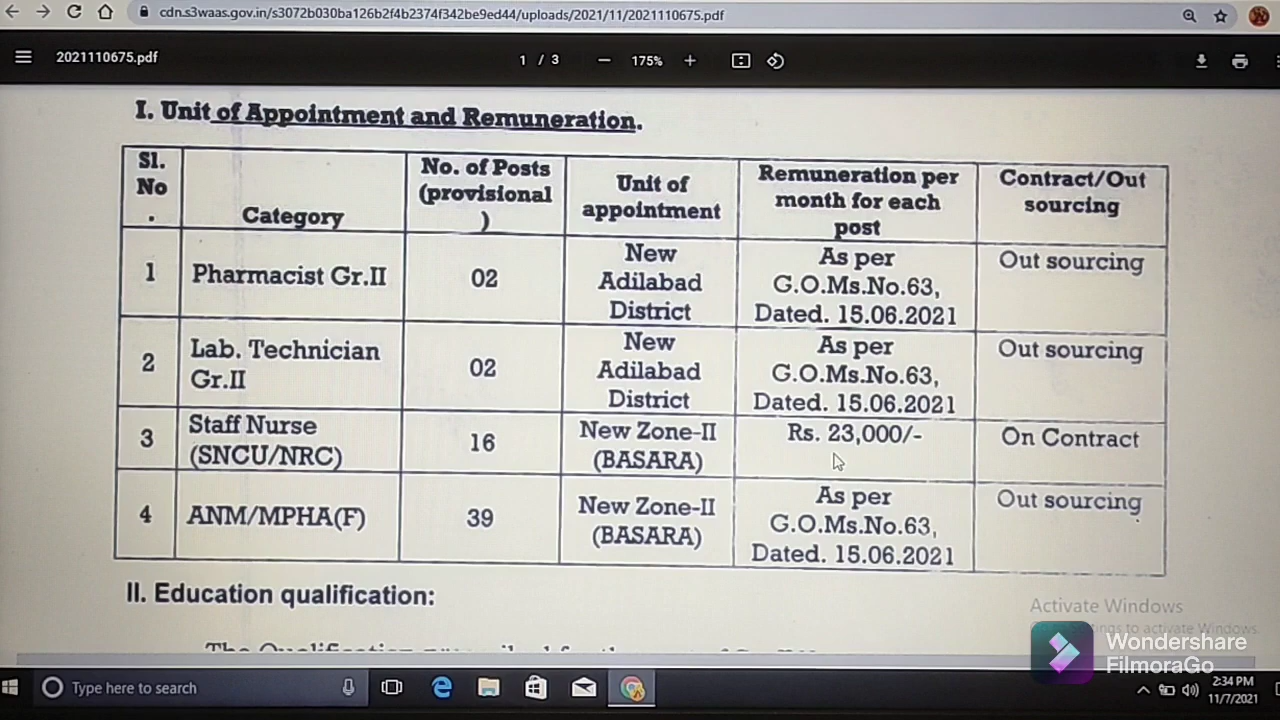 cdn.s3waas.gov.in/s3072b030ba126b2f4b2374f342be9ed44/uploads/2021/11/2021110675.pdf
2021110675.pdf
1 / 3
175%
I. Unit of Appointment and Remuneration.
Sl. No .
Category
No. of Posts (provisional )
Unit of appointment
Remuneration per month for each post
Contract/Out sourcing
1
Pharmacist Gr.II
02
New Adilabad District
As per G.O.Ms.No.63, Dated. 15.06.2021
Out sourcing
2
Lab. Technician Gr.II
02
New Adilabad District
As per G.O.Ms.No.63, Dated. 15.06.2021
Out sourcing
3
Staff Nurse (SNCU/NRC)
16
New Zone-II (BASARA)
Rs. 23,000/-
On Contract
4
ANM/MPHA(F)
39
New Zone-II (BASARA)
As per G.O.Ms.No.63, Dated. 15.06.2021
Out sourcing
II. Education qualification:
Activate Windows
to activate Windows.
Wondershare
FilmoraGo
Type here to search
2:34 PM
11/7/2021